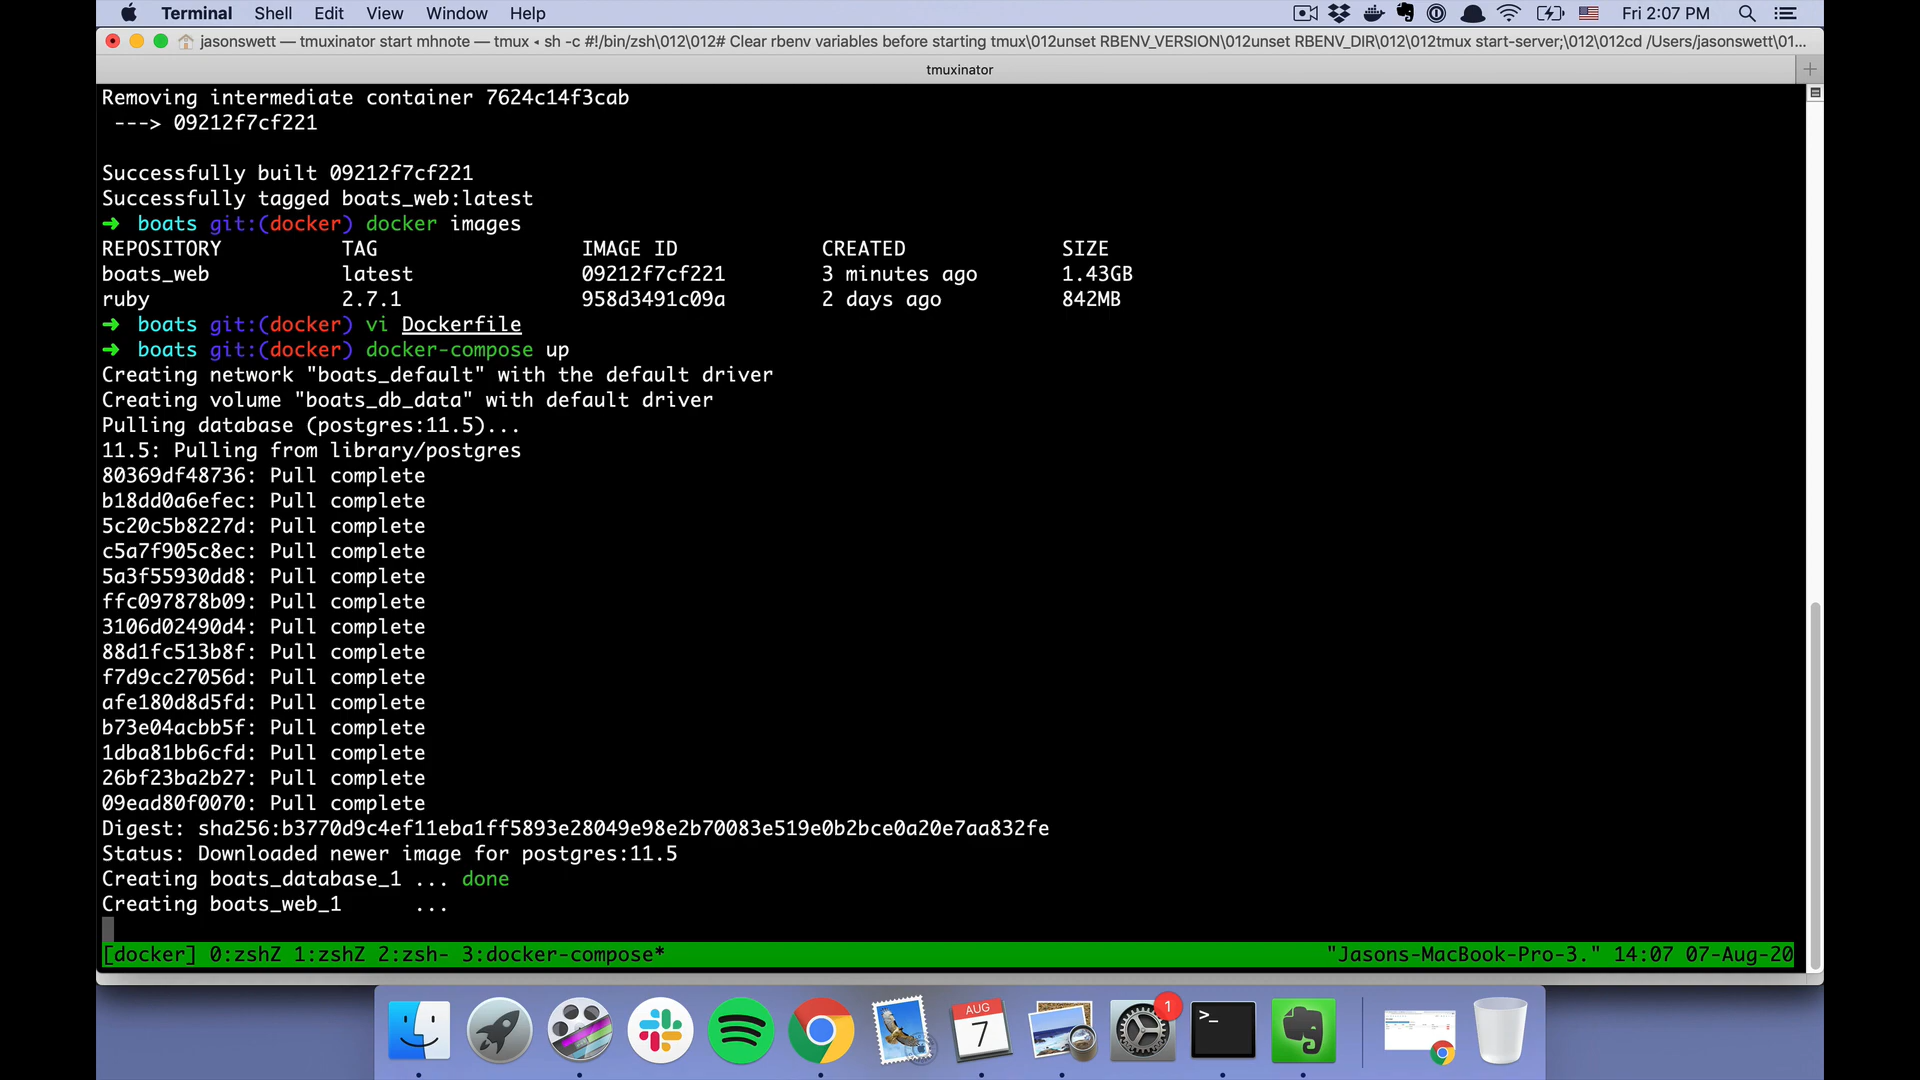 Terminal Shell Edit View Window Help Fri 2:07 PM
jasonswett — tmuxinator start mhnote — tmux ◂ sh -c #!/bin/zsh\012\012# Clear rbenv variables before starting tmux\012unset RBENV_VERSION\012unset RBENV_DIR\012\012tmux start-server;\012\012cd /Users/jasonswett\01...
tmuxinator
Removing intermediate container 7624c14f3cab
---> 09212f7cf221
Successfully built 09212f7cf221
Successfully tagged boats_web:latest
➜ boats git:(docker) docker images
REPOSITORY TAG IMAGE ID CREATED SIZE
boats_web latest 09212f7cf221 3 minutes ago 1.43GB
ruby 2.7.1 958d3491c09a 2 days ago 842MB
➜ boats git:(docker) vi Dockerfile
➜ boats git:(docker) docker-compose up
Creating network "boats_default" with the default driver
Creating volume "boats_db_data" with default driver
Pulling database (postgres:11.5)...
11.5: Pulling from library/postgres
80369df48736: Pull complete
b18dd0a6efec: Pull complete
5c20c5b8227d: Pull complete
c5a7f905c8ec: Pull complete
5a3f55930dd8: Pull complete
ffc097878b09: Pull complete
3106d02490d4: Pull complete
88d1fc513b8f: Pull complete
f7d9cc27056d: Pull complete
afe180d8d5fd: Pull complete
b73e04acbb5f: Pull complete
1dba81bb6cfd: Pull complete
26bf23ba2b27: Pull complete
09ead80f0070: Pull complete
Digest: sha256:b3770d9c4ef11eba1ff5893e28049e98e2b70083e519e0b2bce0a20e7aa832fe
Status: Downloaded newer image for postgres:11.5
Creating boats_database_1 ... done
Creating boats_web_1 ...
[docker] 0:zshZ 1:zshZ 2:zsh- 3:docker-compose* "Jasons-MacBook-Pro-3." 14:07 07-Aug-20
AUG
7
1
>_